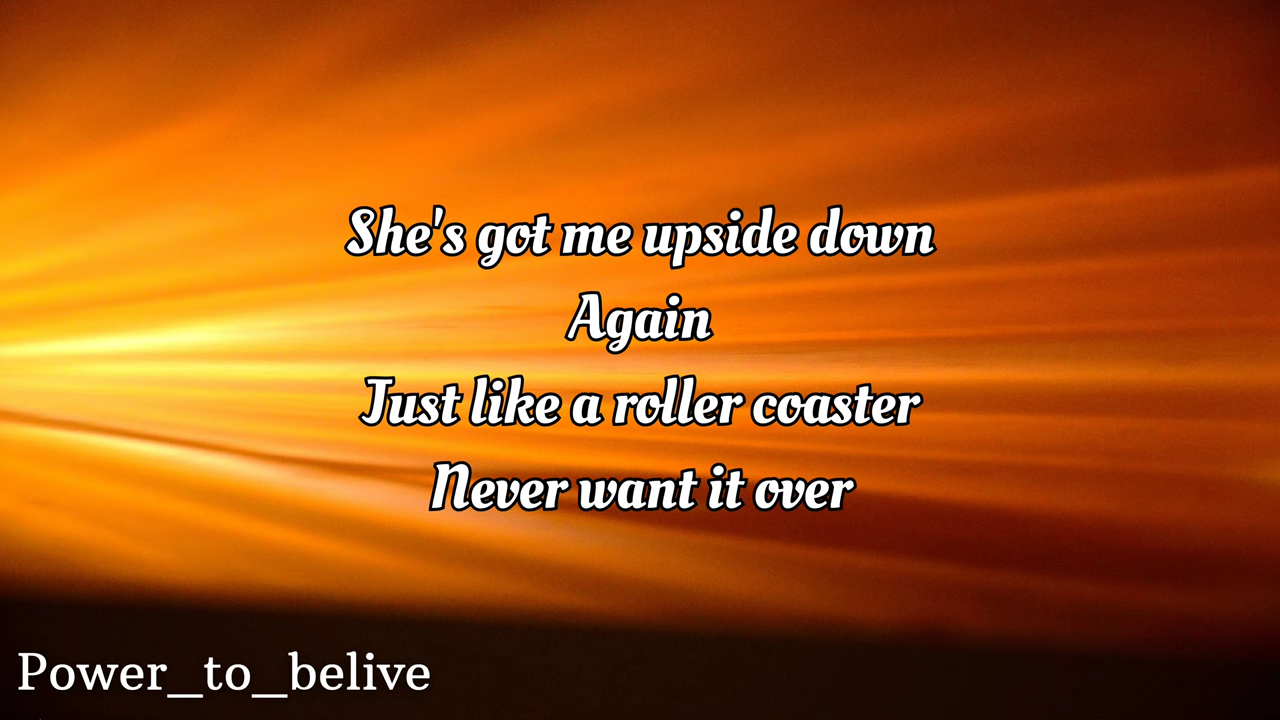 She's got me upside down
Again
Just like a roller coaster
Never want it over
Power_to_belive